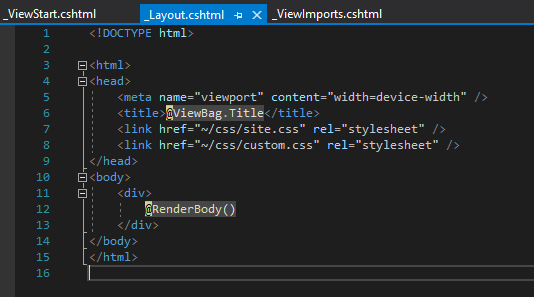 _ViewStart.cshtml _Layout.cshtml _ViewImports.cshtml
1 <!DOCTYPE html>
2
3 <html>
4 <head>
5 <meta name="viewport" content="width=device-width" />
6 <title>@ViewBag.Title</title>
7 <link href="~/css/site.css" rel="stylesheet" />
8 <link href="~/css/custom.css" rel="stylesheet" />
9 </head>
10 <body>
11 <div>
12 @RenderBody()
13 </div>
14 </body>
15 </html>
16